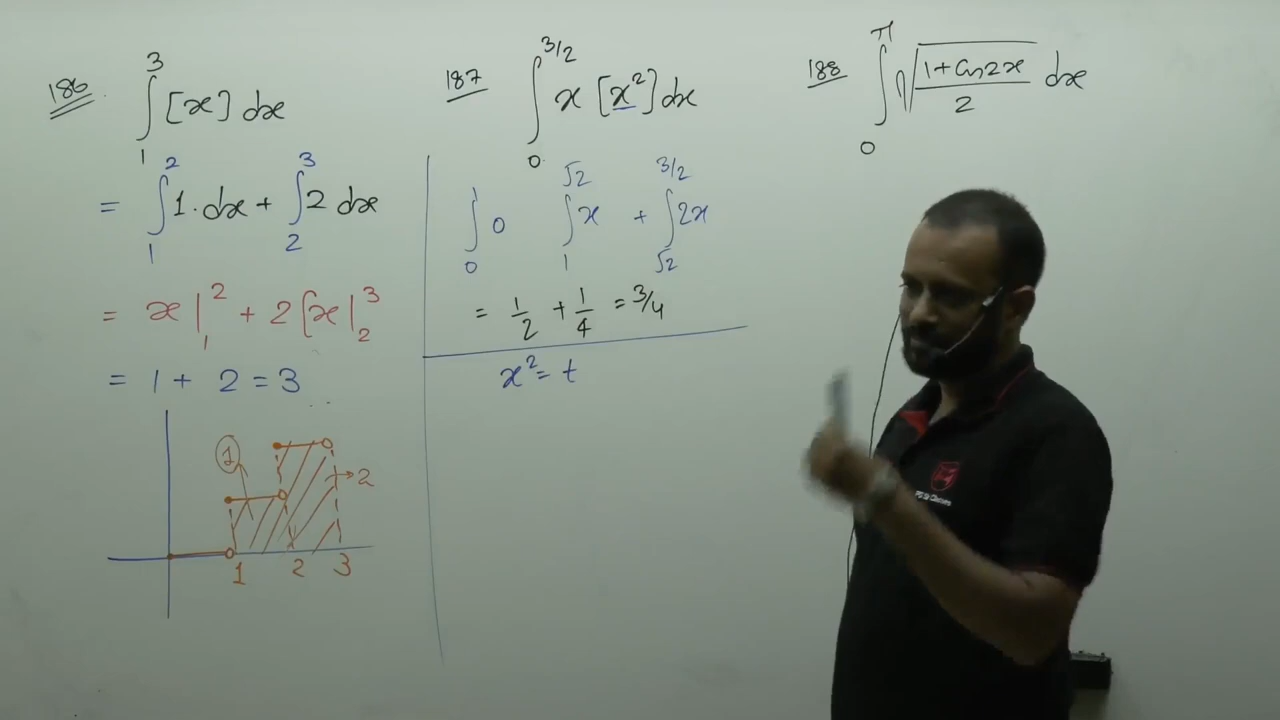 186. ∫₁³ [x] dx
= ∫₁² 1. dx + ∫₂³ 2 dx
= x|₁² + 2[x|₂³
= 1 + 2 = 3
1
2
1 2 3
187 ∫₀^3/2 x [x²] dx
∫₀¹ 0 ∫₁^√2 x + ∫_√2^3/2 2x
= 1/2 + 1/4 = 3/4
x² = t
188 ∫₀^π √(1+Cos2x / 2) dx